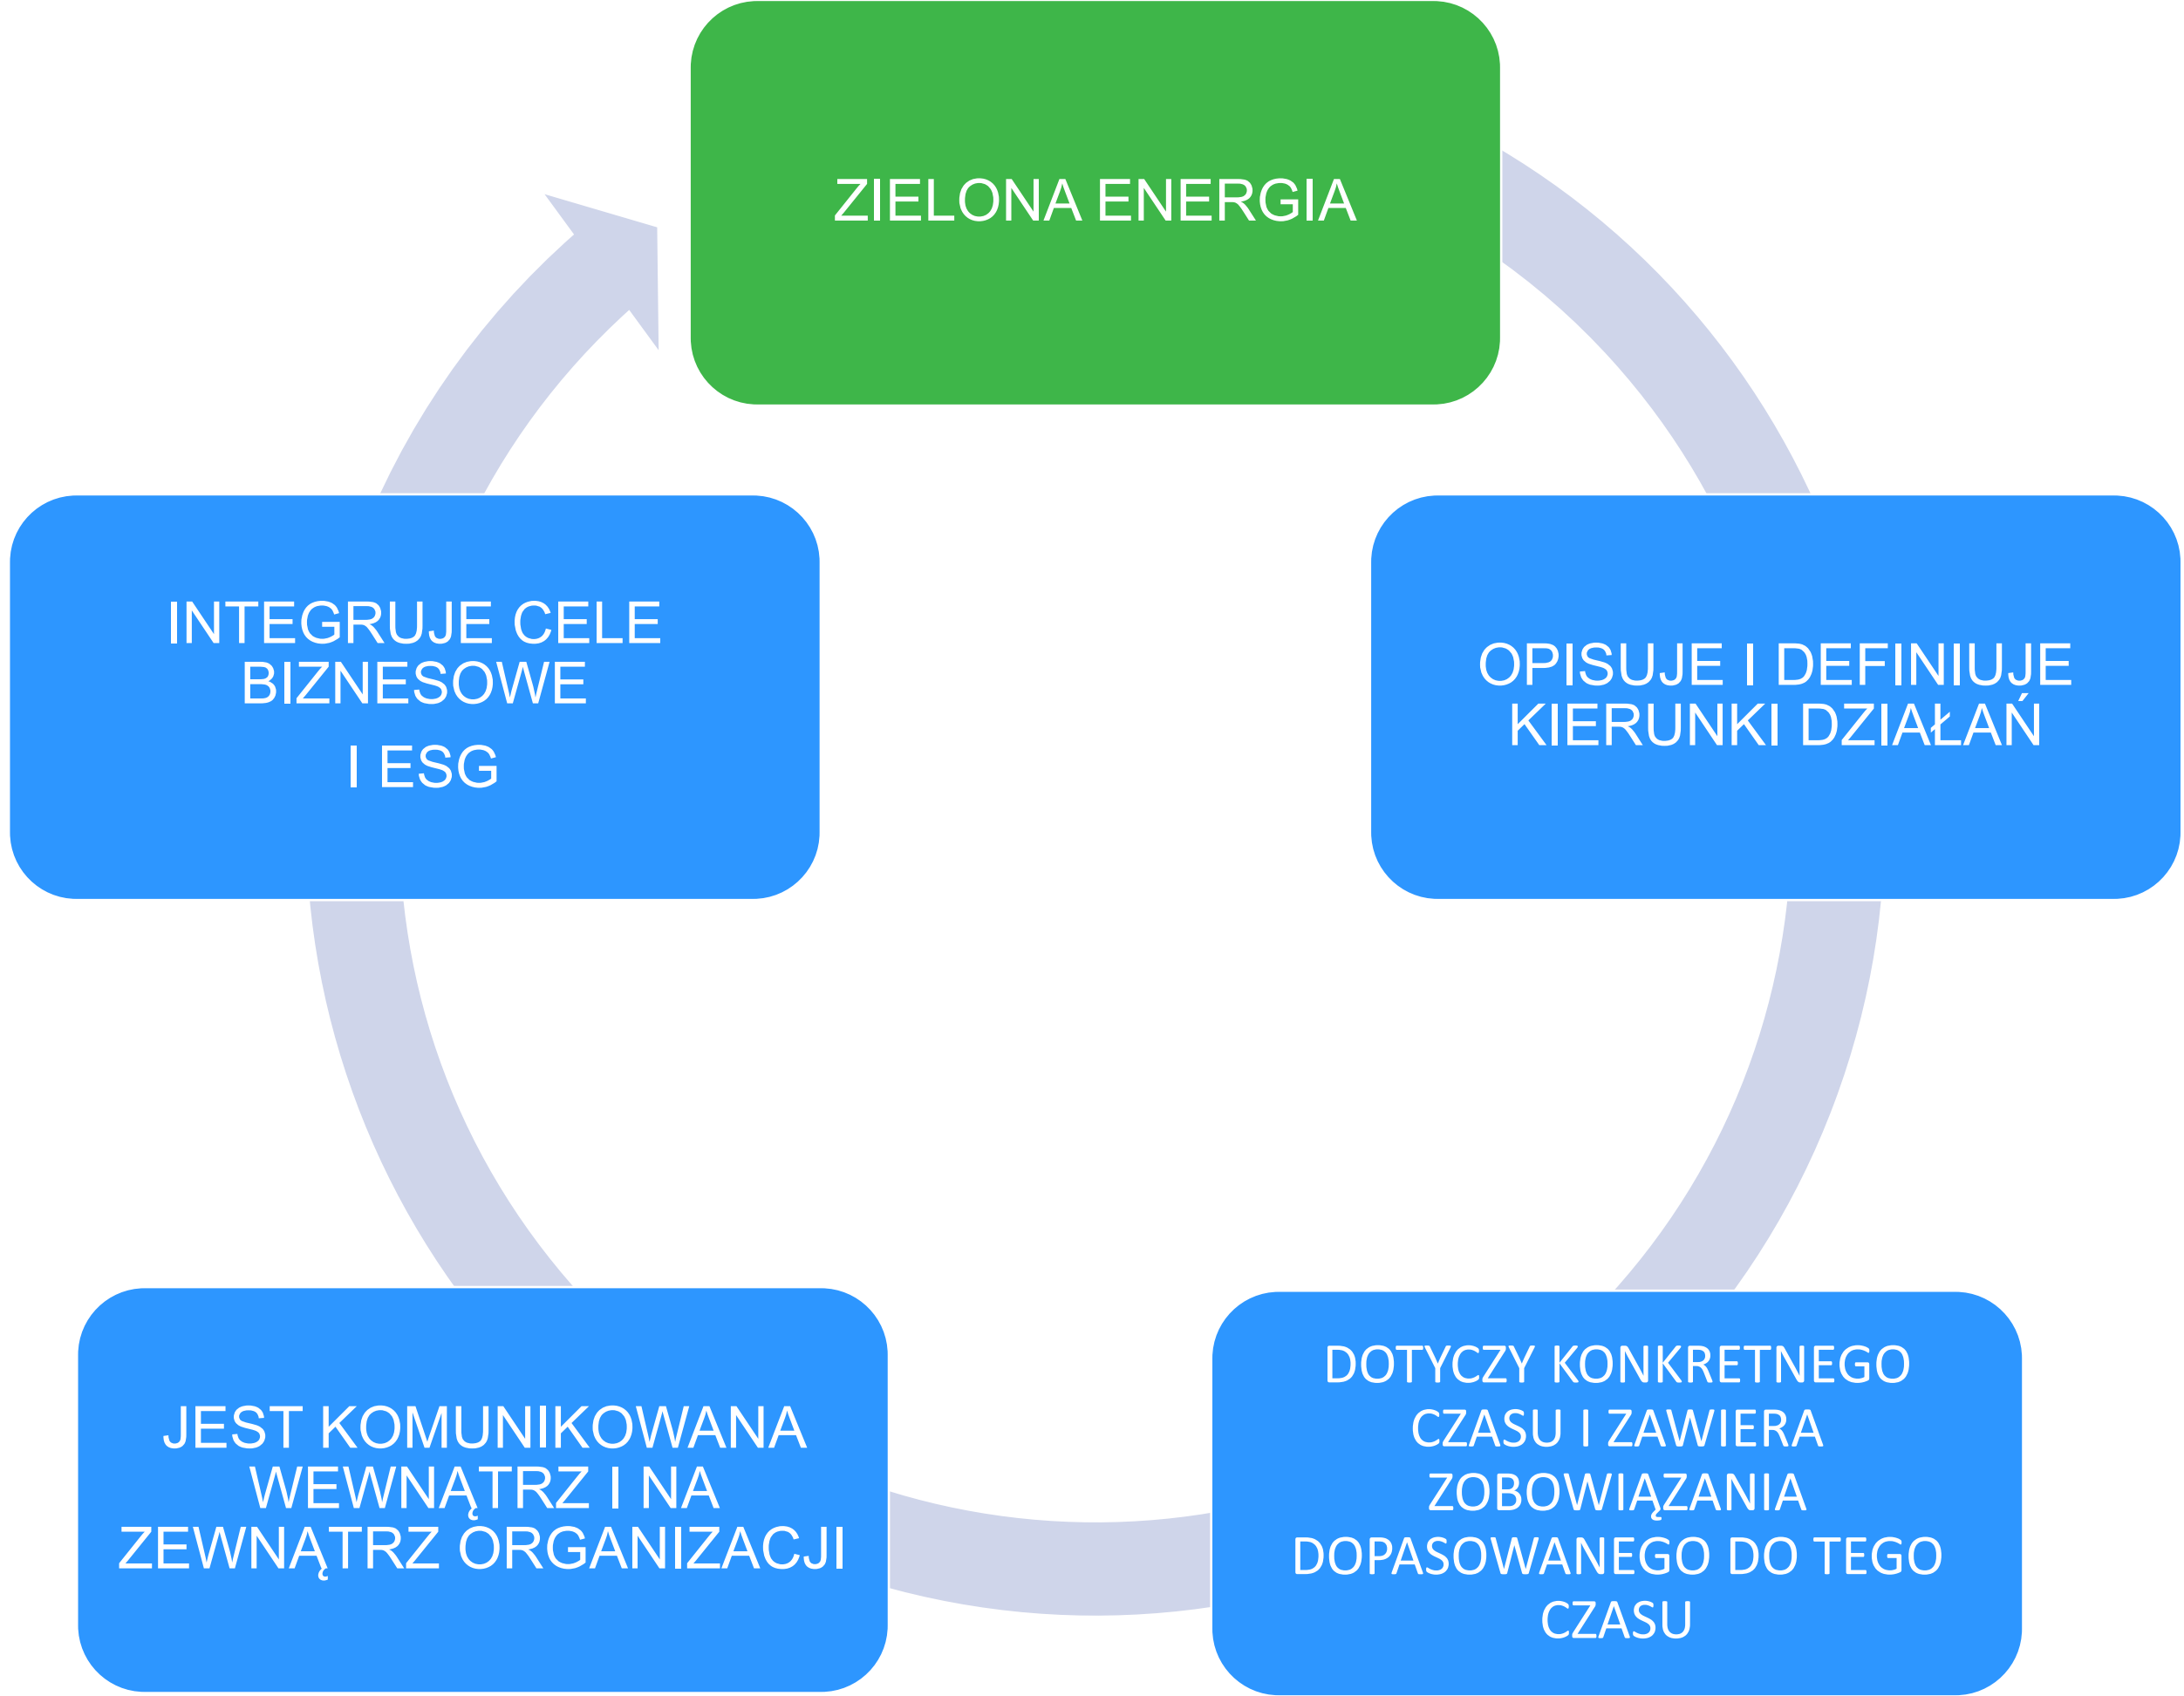 ZIELONA ENERGIA
OPISUJE I DEFINIUJE
KIERUNKI DZIAŁAŃ
DOTYCZY KONKRETNEGO
CZASU I ZAWIERA
ZOBOWIĄZANIA
DOPASOWANEGO DO TEGO
CZASU
JEST KOMUNIKOWANA
WEWNĄTRZ I NA
ZEWNĄTRZ ORGANIZACJI
INTEGRUJE CELE
BIZNESOWE
I ESG